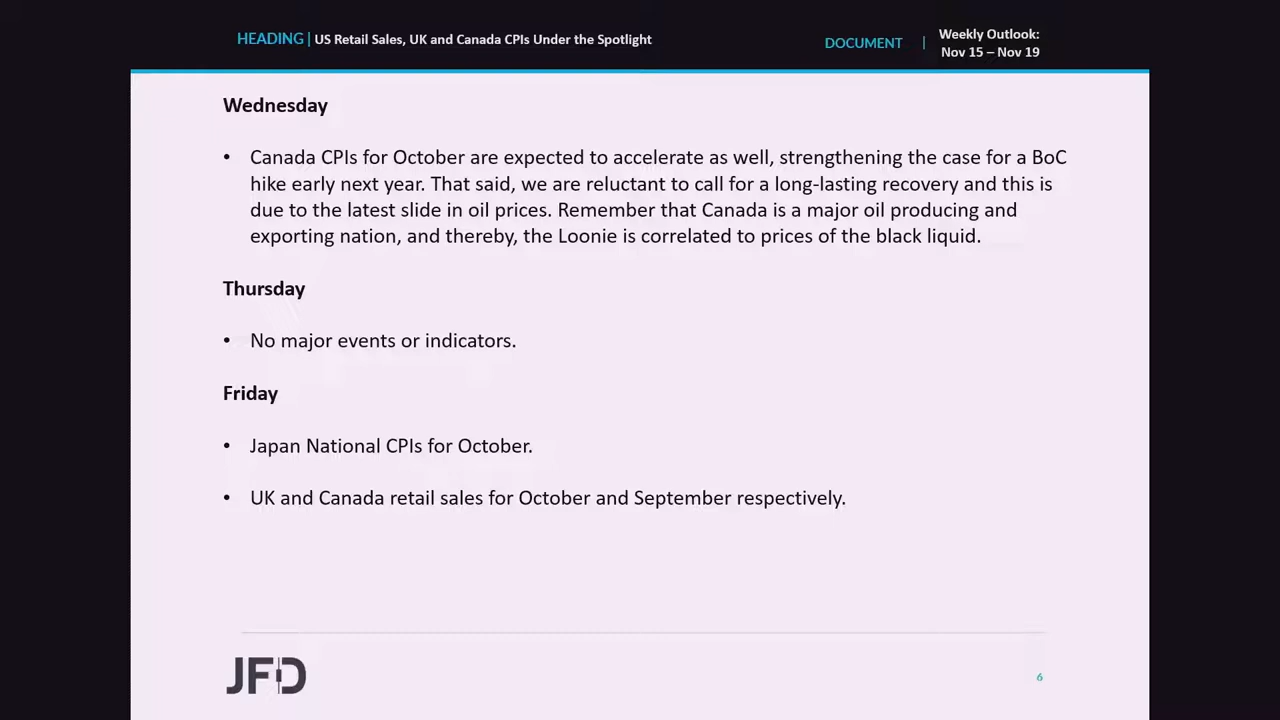 HEADING | US Retail Sales, UK and Canada CPIs Under the Spotlight
DOCUMENT | Weekly Outlook:
Nov 15 – Nov 19
Wednesday
• Canada CPIs for October are expected to accelerate as well, strengthening the case for a BoC
hike early next year. That said, we are reluctant to call for a long-lasting recovery and this is
due to the latest slide in oil prices. Remember that Canada is a major oil producing and
exporting nation, and thereby, the Loonie is correlated to prices of the black liquid.
Thursday
• No major events or indicators.
Friday
• Japan National CPIs for October.
• UK and Canada retail sales for October and September respectively.
JFD
6